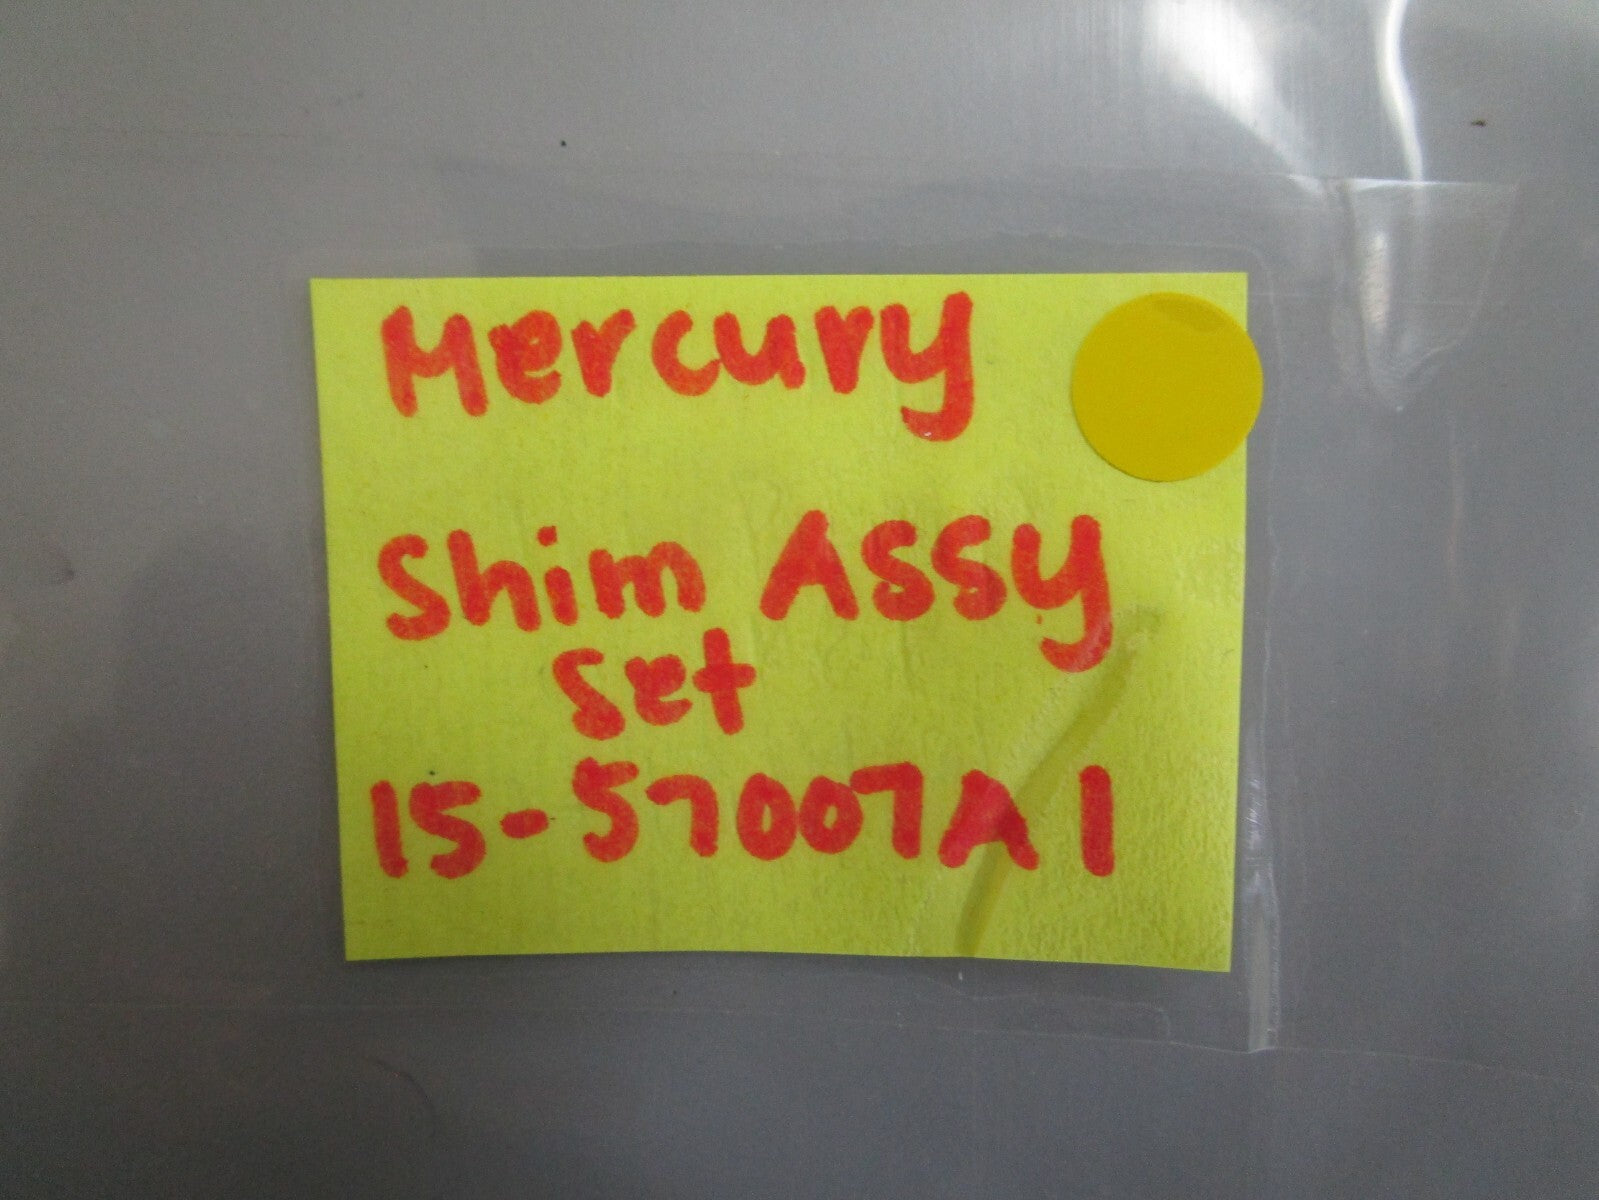 Mercury
Shim Assy
Set
15-57007A1